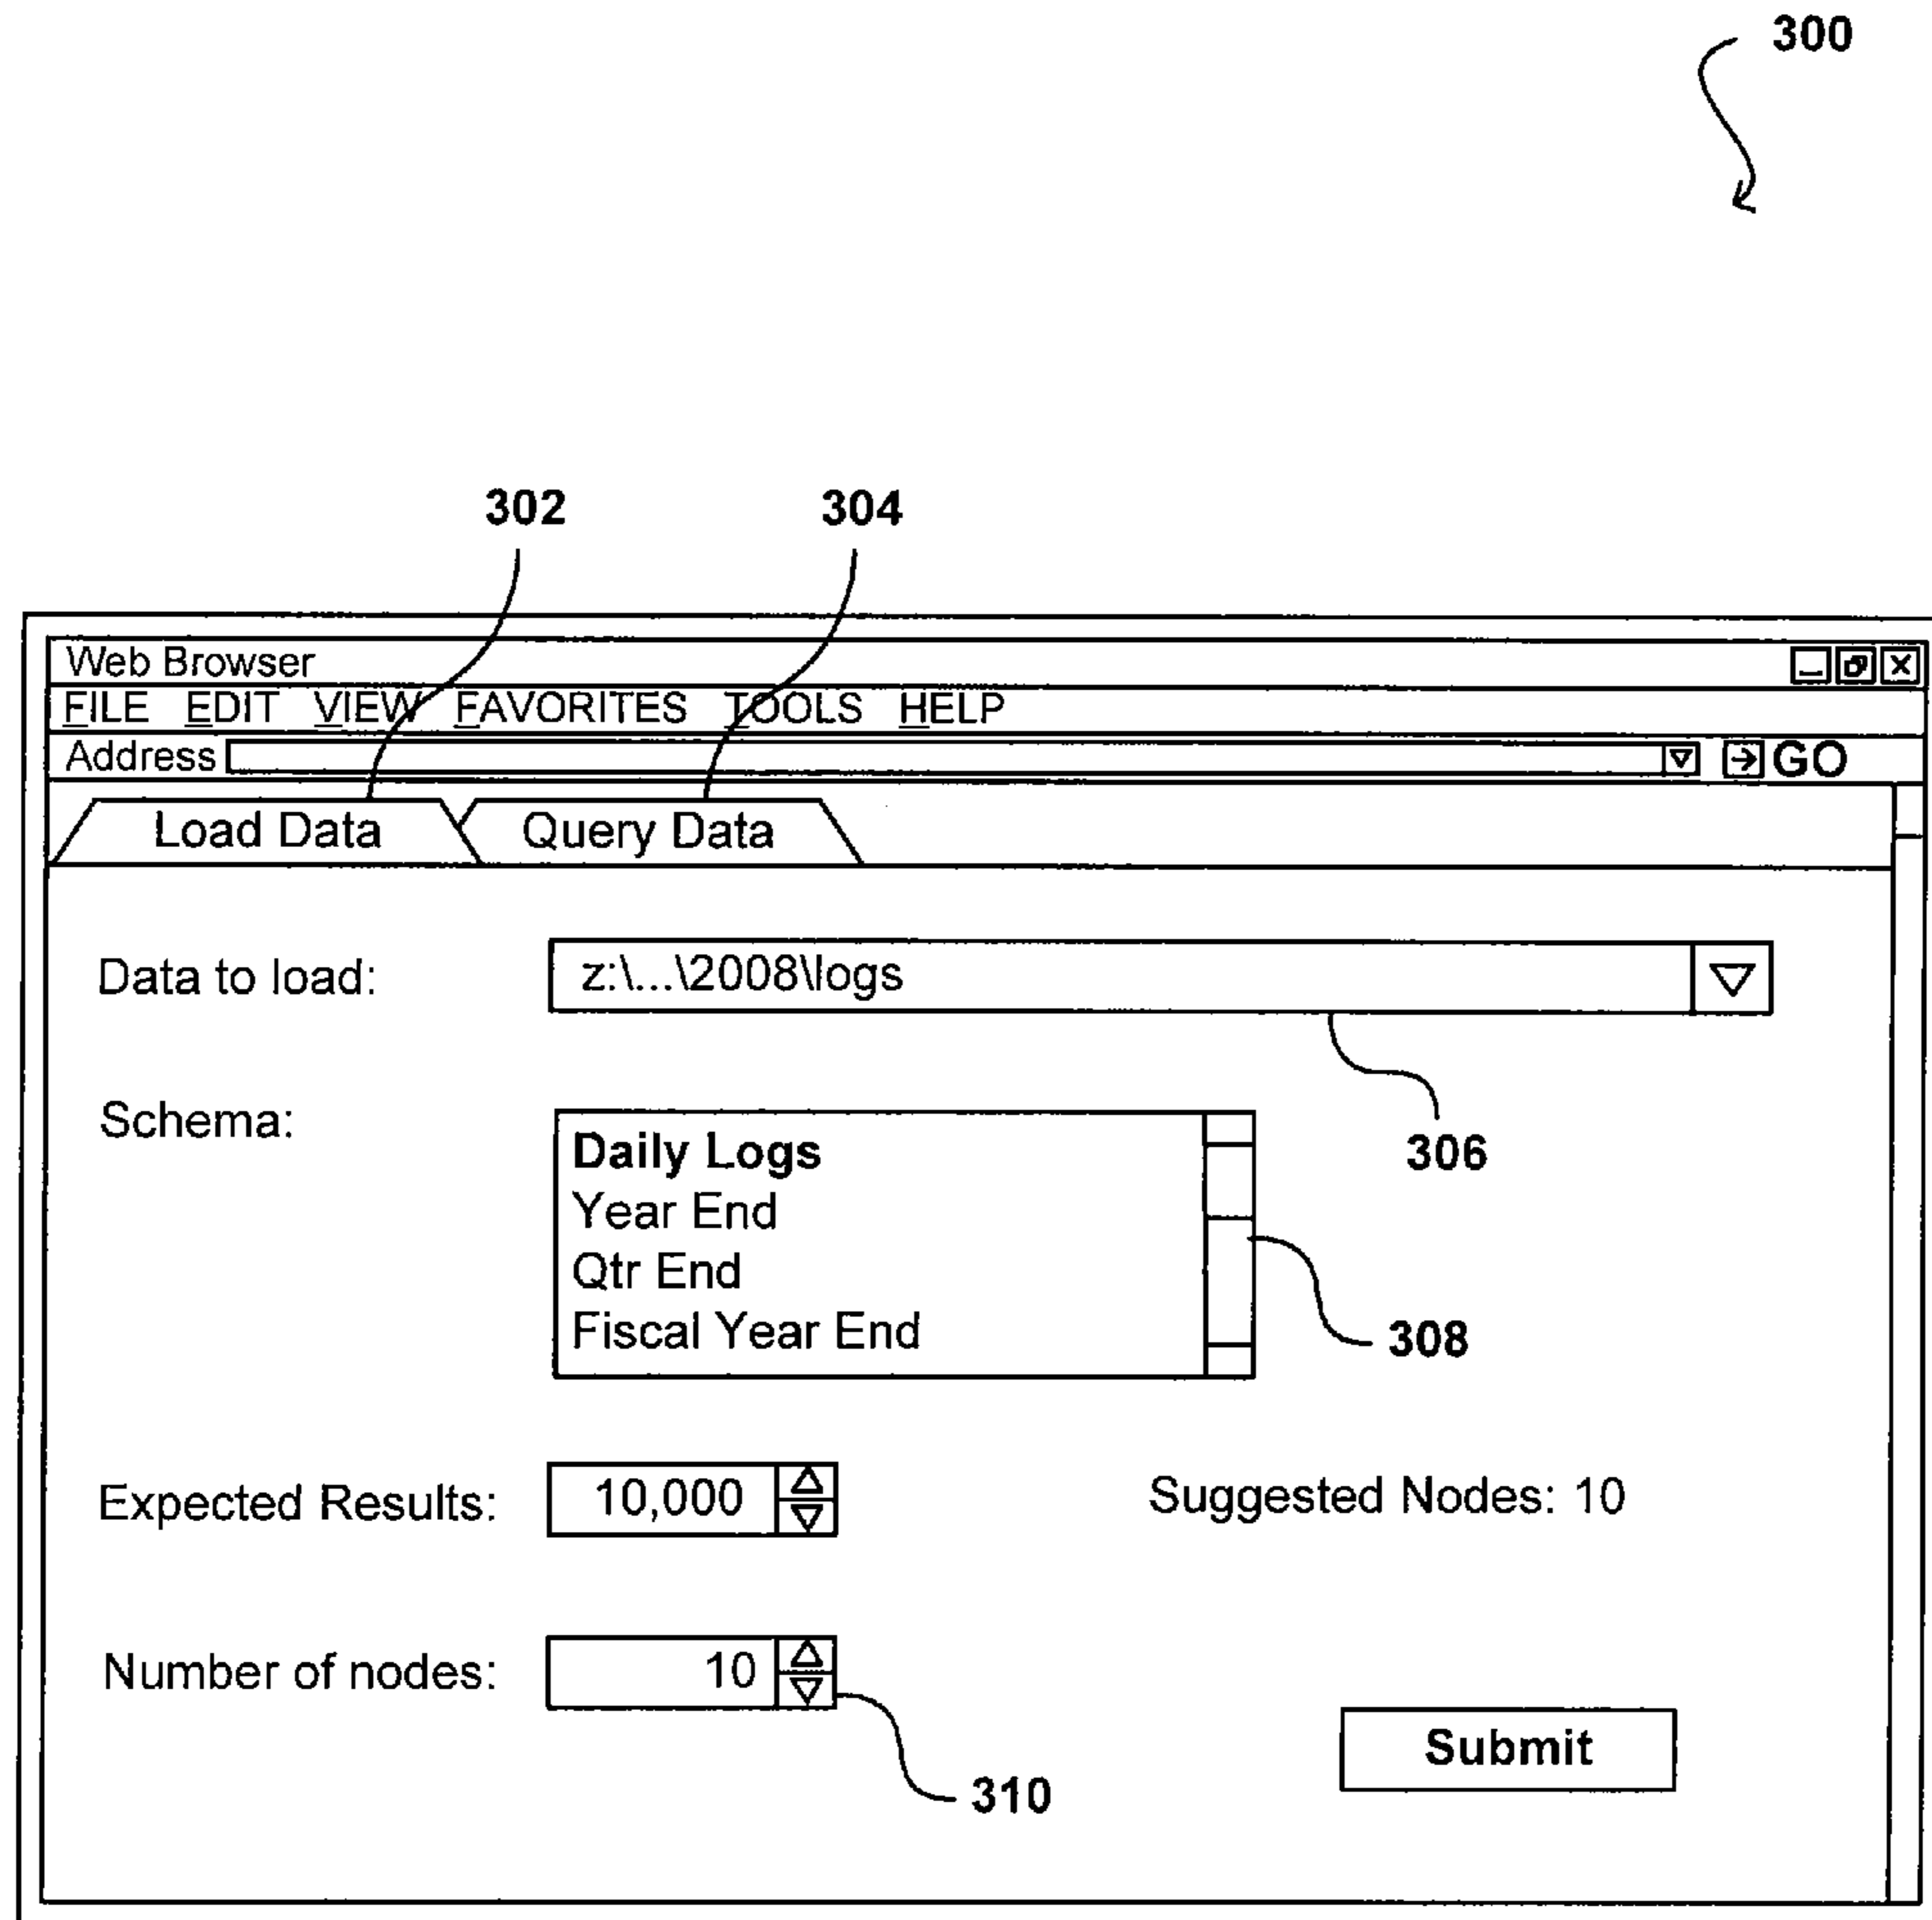 300
302 304
Web Browser
FILE EDIT VIEW FAVORITES TOOLS HELP
Address GO
Load Data Query Data
Data to load: z:\...\2008\logs
306
Schema:
Daily Logs
Year End
Qtr End
Fiscal Year End
308
Expected Results: 10,000 Suggested Nodes: 10
Number of nodes: 10
310
Submit